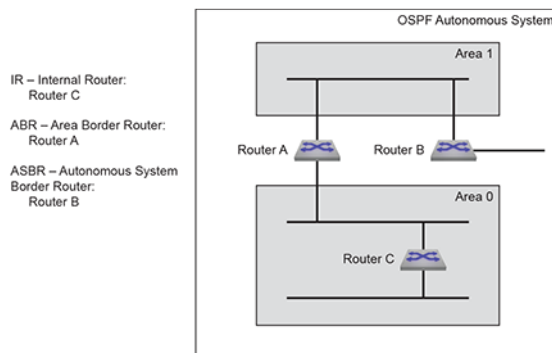 OSPF Autonomous System
Area 1
IR – Internal Router:
Router C
ABR – Area Border Router:
Router A
ASBR – Autonomous System
Border Router:
Router B
Router A
Router B
Area 0
Router C